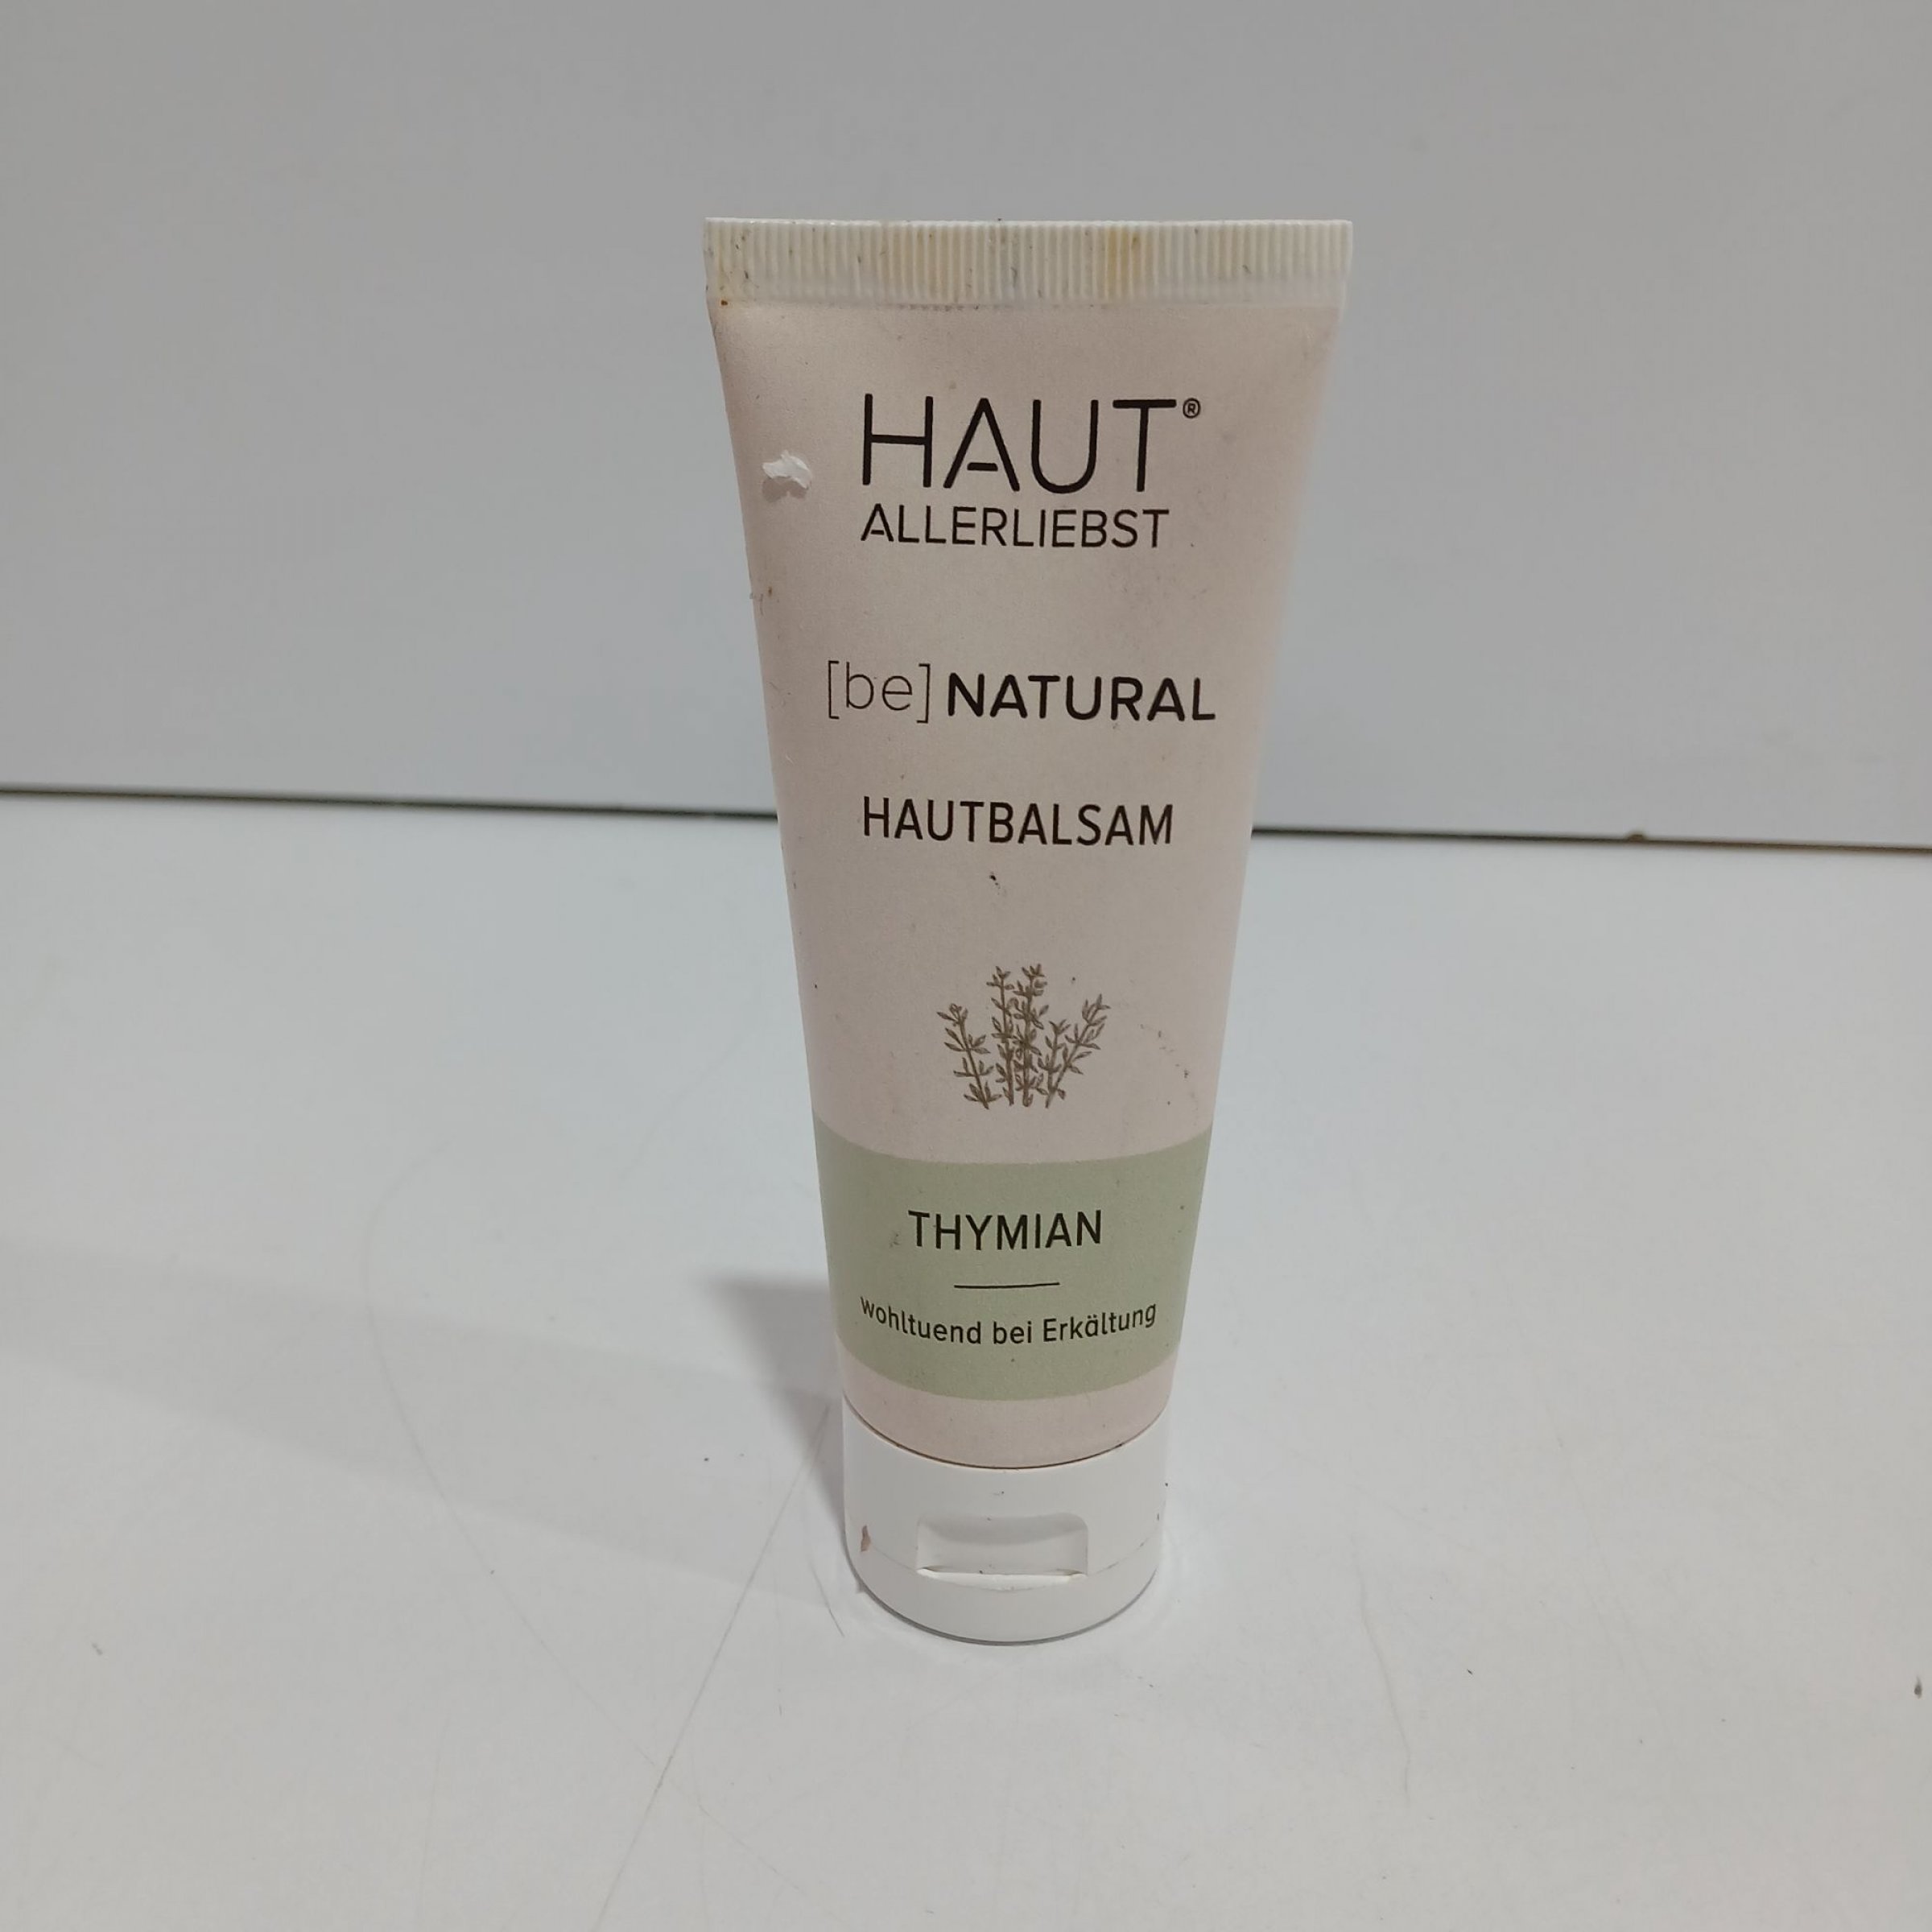 HAUT®
ALLERLIEBST
[be] NATURAL
HAUTBALSAM
THYMIAN
wohltuend bei Erkältung